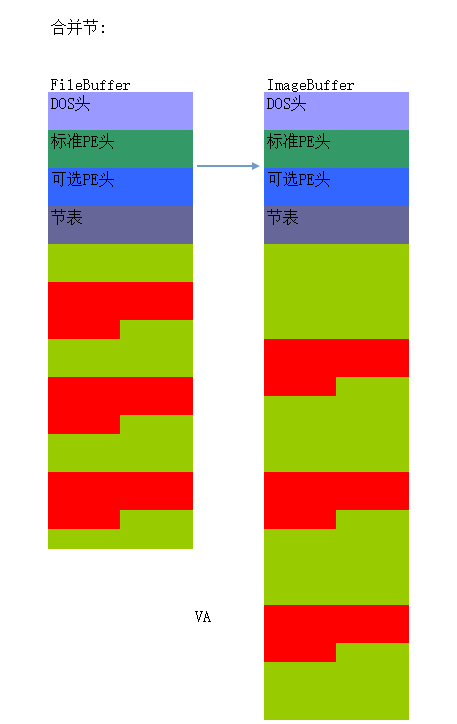 合并节:
FileBuffer
ImageBuffer
DOS头
DOS头
标准PE头
标准PE头
可选PE头
可选PE头
节表
节表
VA